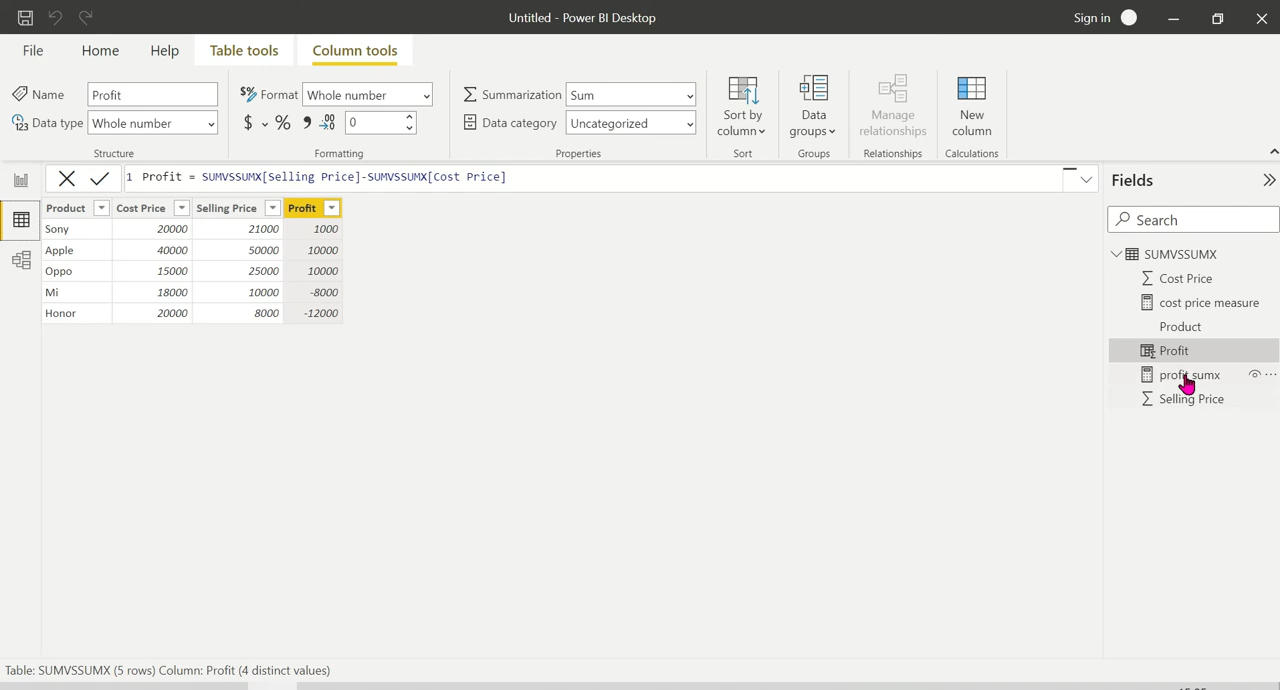 Untitled - Power BI Desktop
Sign in
File Home Help Table tools Column tools
Name Profit
Data type Whole number
Structure
Format Whole number
$ % 9 .00 0
Formatting
Summarization Sum
Data category Uncategorized
Properties
Sort by column
Sort
Data groups
Groups
Manage relationships
Relationships
New column
Calculations
1 Profit = SUMVSSUMX[Selling Price]-SUMVSSUMX[Cost Price]
Product Cost Price Selling Price Profit
Sony 20000 21000 1000
Apple 40000 50000 10000
Oppo 15000 25000 10000
Mi 18000 10000 -8000
Honor 20000 8000 -12000
Fields
Search
SUMVSSUMX
Cost Price
cost price measure
Product
Profit
profit sumx
Selling Price
Table: SUMVSSUMX (5 rows) Column: Profit (4 distinct values)